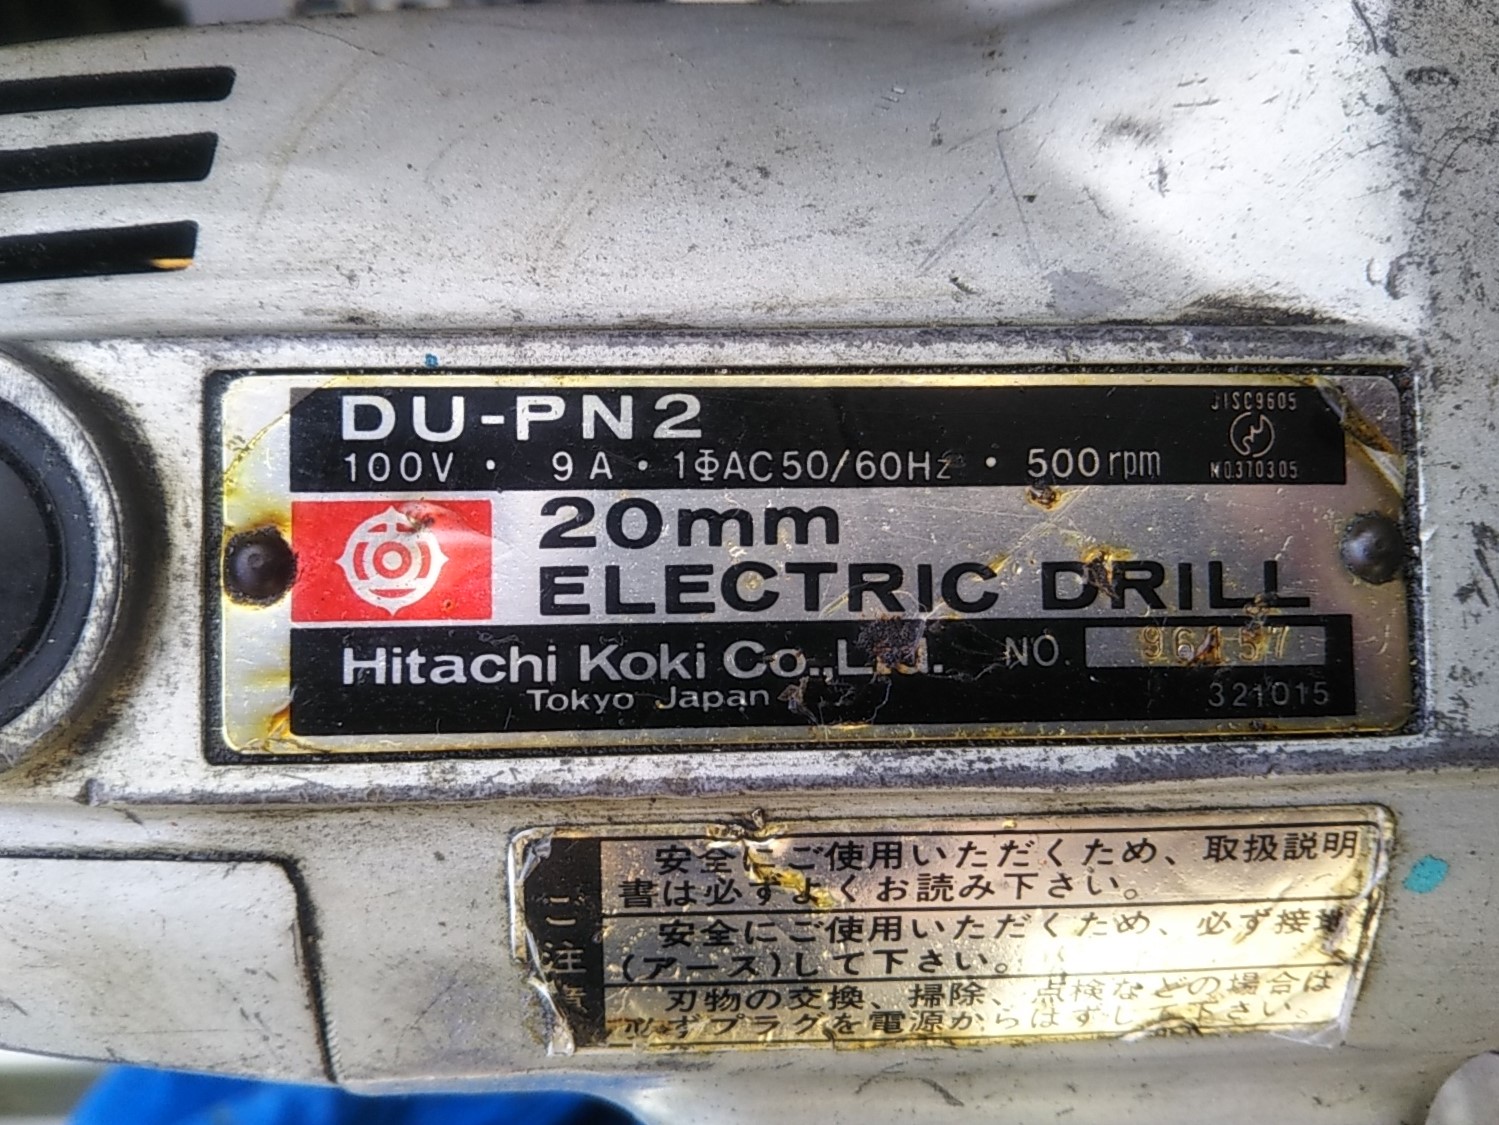 DU-PN2
JISC9605
100V · 9A · 1ΦAC50/60Hz · 500rpm
NO.370305
20mm
ELECTRIC DRILL
Hitachi Koki Co.,Ltd. NO.
Tokyo Japan
321015
ご注意
安全にご使用いただくため、取扱説明
書は必ずよくお読み下さい。
安全にご使用いただくため、必ず接地
(アース)して下さい。
刃物の交換、掃除、点検などの場合は
必ずプラグを電源からはずして下さい。